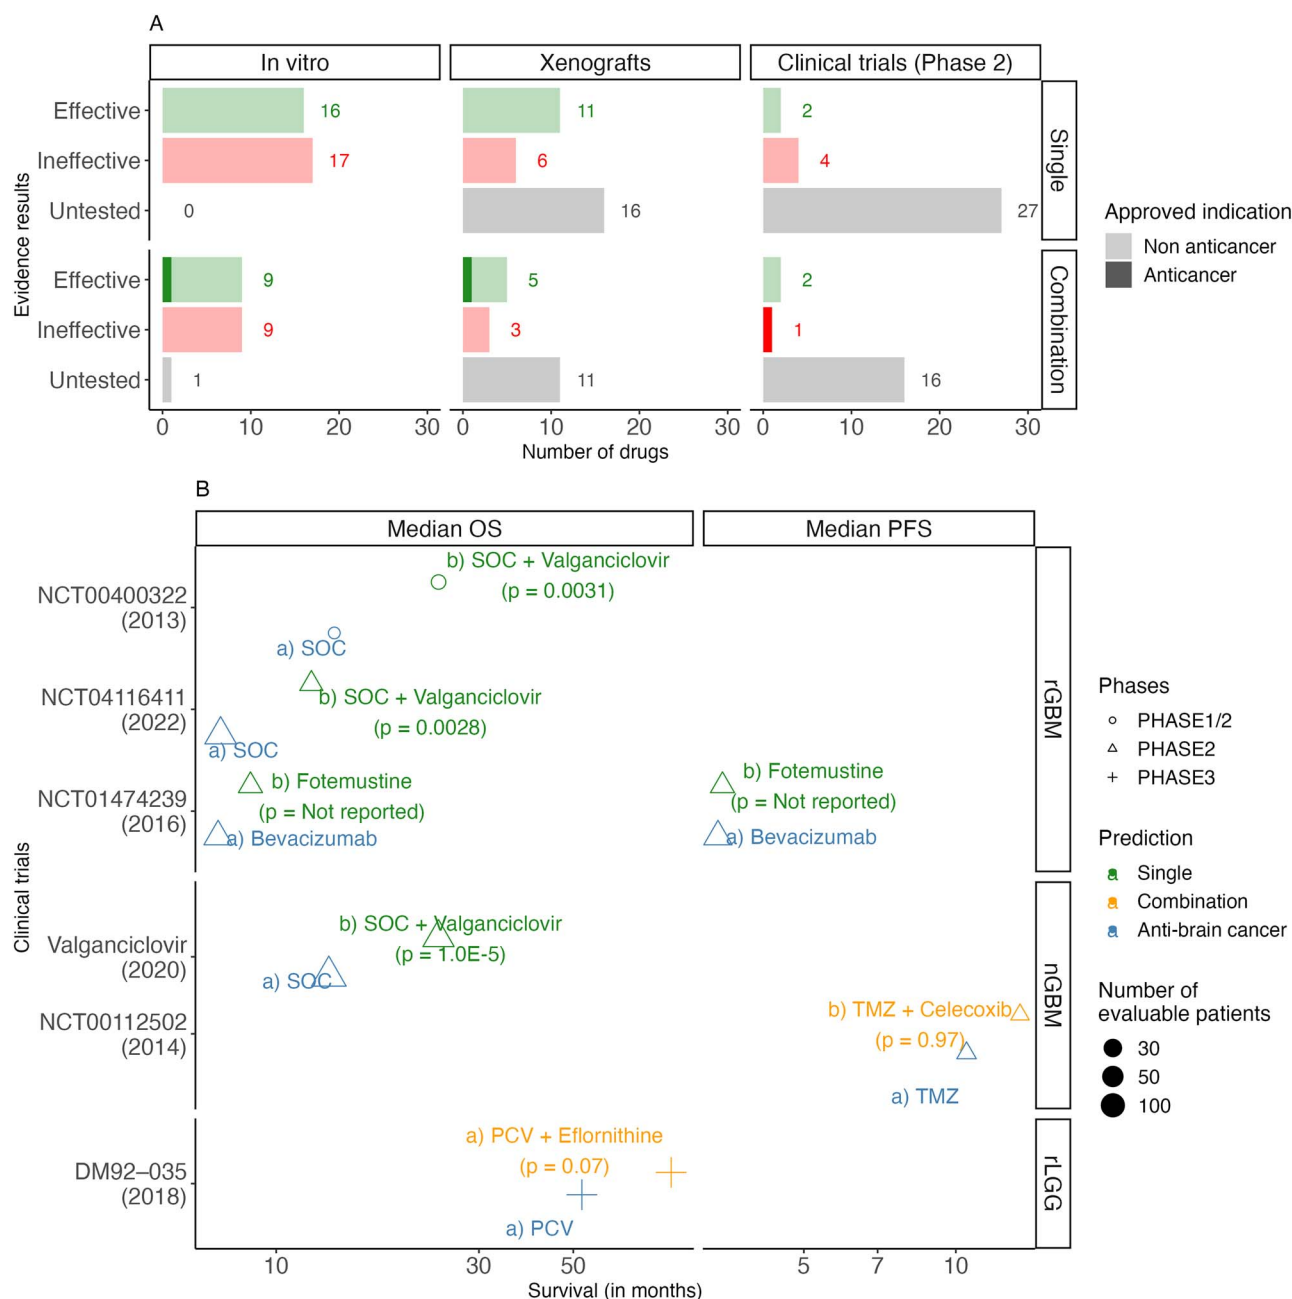 A
In vitro
Xenografts
Clinical trials (Phase 2)
Evidence results
Effective
16
11
2
Ineffective
17
6
4
Untested
0
16
27
Single
Effective
9
5
2
Ineffective
9
3
1
Untested
1
11
16
Combination
0 10 20 30
0 10 20 30
0 10 20 30
Number of drugs
Approved indication
Non anticancer
Anticancer
B
Median OS
Median PFS
Clinical trials
NCT00400322
(2013)
b) SOC + Valganciclovir
(p = 0.0031)
a) SOC
NCT04116411
(2022)
b) SOC + Valganciclovir
(p = 0.0028)
a) SOC
NCT01474239
(2016)
b) Fotemustine
(p = Not reported)
a) Bevacizumab
b) Fotemustine
(p = Not reported)
a) Bevacizumab
rGBM
Valganciclovir
(2020)
b) SOC + Valganciclovir
(p = 1.0E-5)
a) SOC
NCT00112502
(2014)
b) TMZ + Celecoxib
(p = 0.97)
a) TMZ
nGBM
DM92–035
(2018)
a) PCV + Eflornithine
(p = 0.07)
a) PCV
rLGG
10 30 50
5 7 10
Survival (in months)
Phases
PHASE1/2
PHASE2
PHASE3
Prediction
a Single
a Combination
a Anti-brain cancer
Number of
evaluable patients
30
50
100